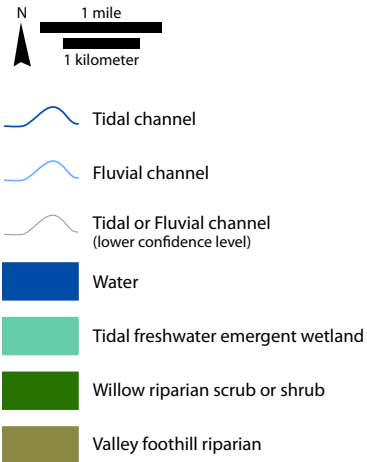 N
1 mile
1 kilometer
Tidal channel
Fluvial channel
Tidal or Fluvial channel
(lower confidence level)
Water
Tidal freshwater emergent wetland
Willow riparian scrub or shrub
Valley foothill riparian